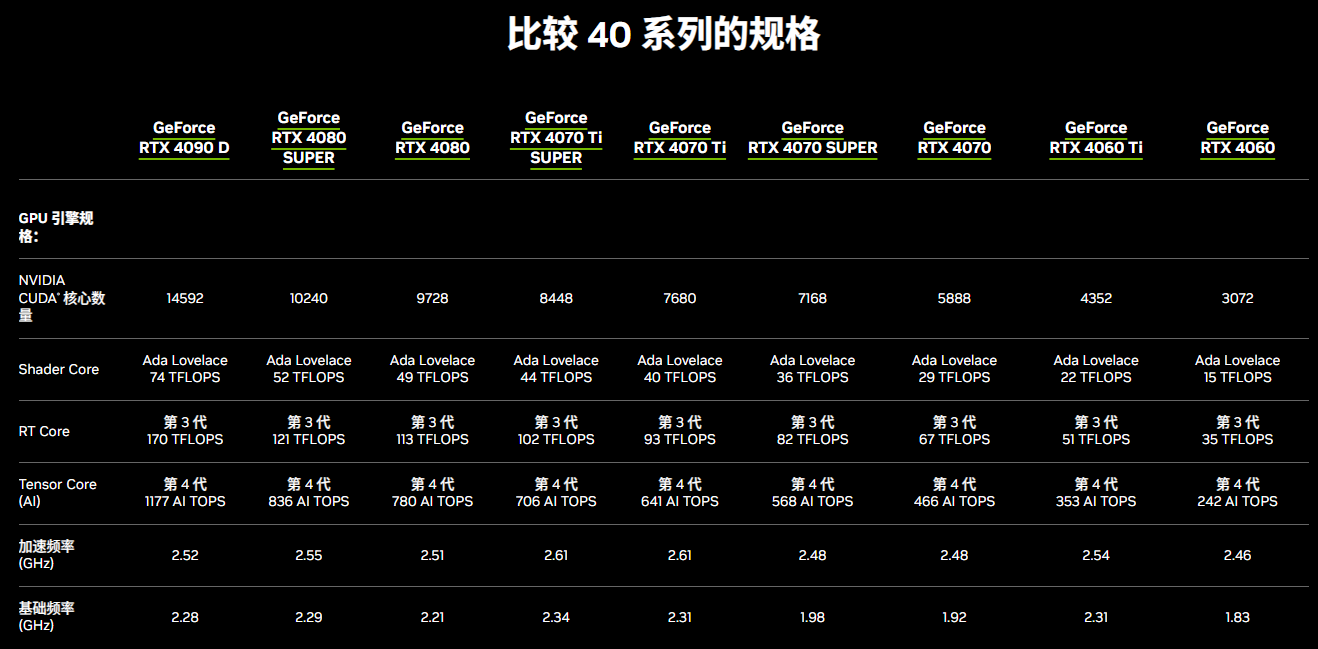 比较 40 系列的规格
GeForce
RTX 4090 D
GeForce
RTX 4080
SUPER
GeForce
RTX 4080
GeForce
RTX 4070 Ti
SUPER
GeForce
RTX 4070 Ti
GeForce
RTX 4070 SUPER
GeForce
RTX 4070
GeForce
RTX 4060 Ti
GeForce
RTX 4060
GPU 引擎规
格：
NVIDIA
CUDA® 核心数
量
14592 10240 9728 8448 7680 7168 5888 4352 3072
Shader Core
Ada Lovelace Ada Lovelace Ada Lovelace Ada Lovelace Ada Lovelace Ada Lovelace Ada Lovelace Ada Lovelace Ada Lovelace
74 TFLOPS 52 TFLOPS 49 TFLOPS 44 TFLOPS 40 TFLOPS 36 TFLOPS 29 TFLOPS 22 TFLOPS 15 TFLOPS
RT Core
第 3 代 第 3 代 第 3 代 第 3 代 第 3 代 第 3 代 第 3 代 第 3 代 第 3 代
170 TFLOPS 121 TFLOPS 113 TFLOPS 102 TFLOPS 93 TFLOPS 82 TFLOPS 67 TFLOPS 51 TFLOPS 35 TFLOPS
Tensor Core
(AI)
第 4 代 第 4 代 第 4 代 第 4 代 第 4 代 第 4 代 第 4 代 第 4 代 第 4 代
1177 AI TOPS 836 AI TOPS 780 AI TOPS 706 AI TOPS 641 AI TOPS 568 AI TOPS 466 AI TOPS 353 AI TOPS 242 AI TOPS
加速频率
(GHz)
2.52 2.55 2.51 2.61 2.61 2.48 2.48 2.54 2.46
基础频率
(GHz)
2.28 2.29 2.21 2.34 2.31 1.98 1.92 2.31 1.83